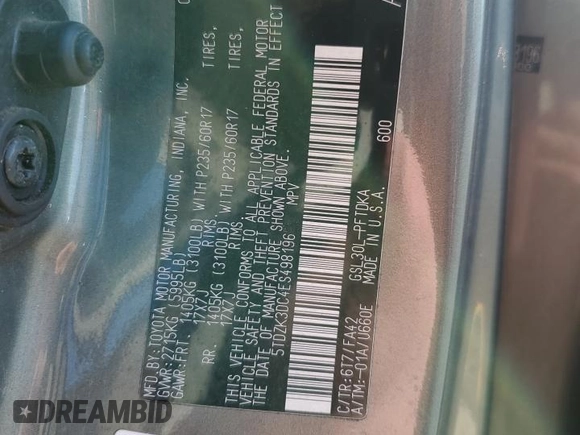 MFD.BY:TOYOTA MOTOR MANUFACTURING, INDIANA, INC.
GVWR:2719KG (5995LB)
GAWR:FRT. 1405KG (3100LB) WITH P235/60R17 TIRES,
17X7J RIMS
RR. 1405KG (3100LB) WITH P235/60R17 TIRES,
17X7J RIMS
THIS VEHICLE CONFORMS TO ALL APPLICABLE FEDERAL MOTOR
VEHICLE SAFETY AND THEFT PREVENTION STANDARDS IN EFFECT
ON THE DATE OF MANUFACTURE SHOWN ABOVE.
5TDZK3DC4ES498196 MPV
600
C/TR:6T7/FA42 GSL30L-PFTDKA
A/TM:-01A/U660E MADE IN U.S.A.
DREAMBID